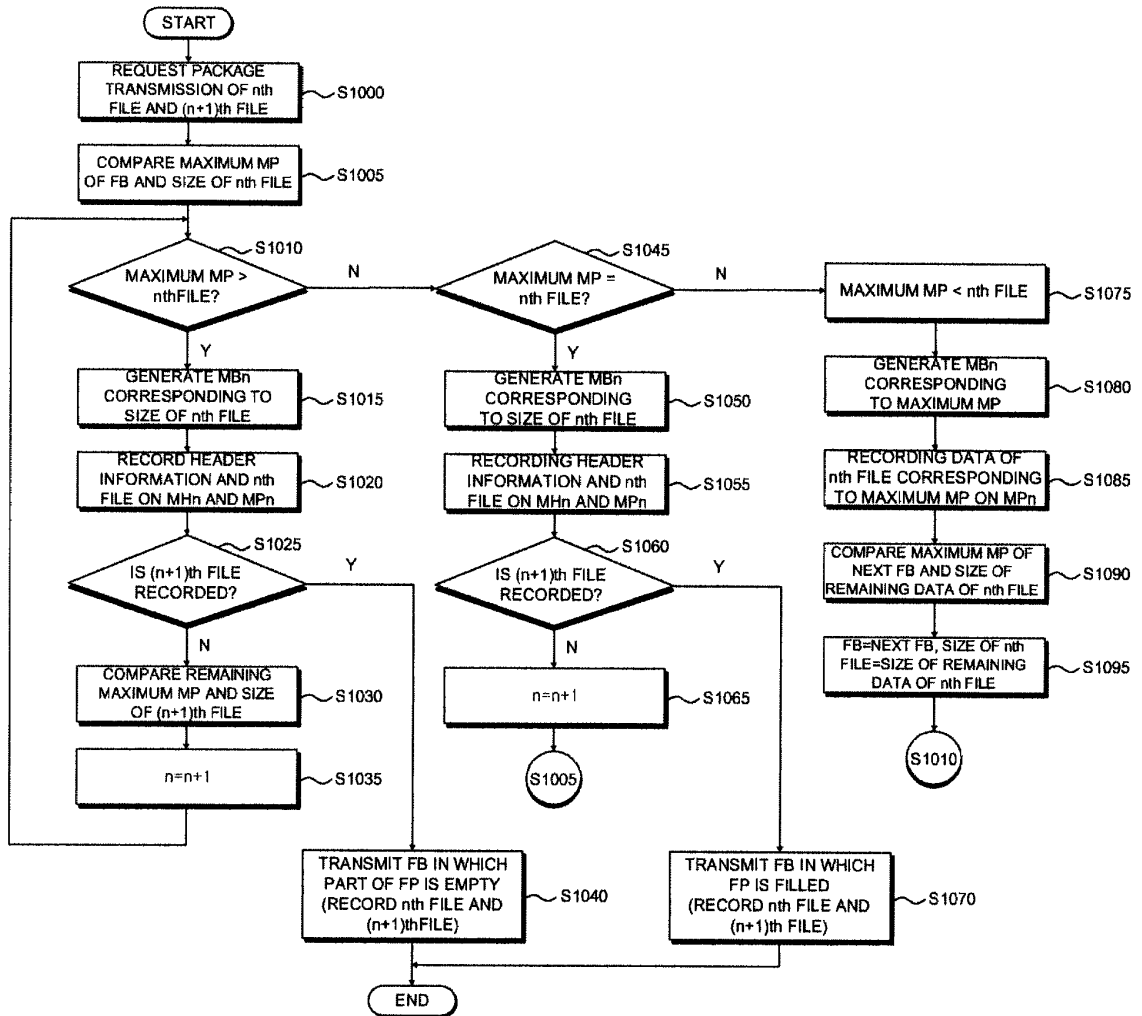 START
REQUEST PACKAGE
TRANSMISSION OF nth
FILE AND (n+1)th FILE
S1000
COMPARE MAXIMUM MP
OF FB AND SIZE OF nth FILE
S1005
S1010
MAXIMUM MP >
nthFILE?
N
Y
S1045
MAXIMUM MP =
nth FILE?
N
Y
MAXIMUM MP < nth FILE
S1075
GENERATE MBn
CORRESPONDING TO
SIZE OF nth FILE
S1015
GENERATE MBn
CORRESPONDING
TO SIZE OF nth FILE
S1050
GENERATE MBn
CORRESPONDING
TO MAXIMUM MP
S1080
RECORD HEADER
INFORMATION AND nth
FILE ON MHn AND MPn
S1020
RECORDING HEADER
INFORMATION AND nth
FILE ON MHn AND MPn
S1055
RECORDING DATA OF
nth FILE CORRESPONDING
TO MAXIMUM MP ON MPn
S1085
S1025
IS (n+1)th FILE
RECORDED?
Y
N
S1060
IS (n+1)th FILE
RECORDED?
Y
N
COMPARE MAXIMUM MP OF
NEXT FB AND SIZE OF
REMAINING DATA OF nth FILE
S1090
COMPARE REMAINING
MAXIMUM MP AND SIZE
OF (n+1)th FILE
S1030
n=n+1
S1065
FB=NEXT FB, SIZE OF nth
FILE=SIZE OF REMAINING
DATA OF nth FILE
S1095
n=n+1
S1035
S1005
S1010
TRANSMIT FB IN WHICH
PART OF FP IS EMPTY
(RECORD nth FILE AND
(n+1)thFILE)
S1040
TRANSMIT FB IN WHICH
FP IS FILLED
(RECORD nth FILE AND
(n+1)th FILE)
S1070
END